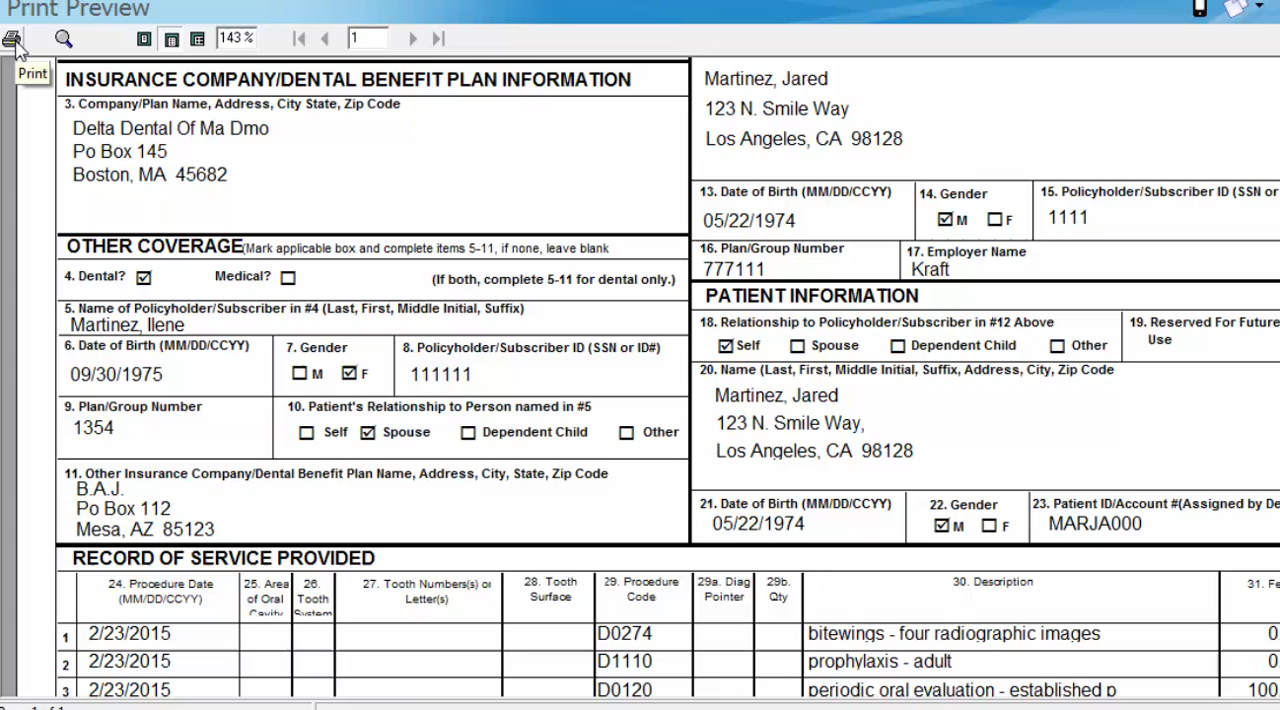 Print Preview
143 %
1
Print
INSURANCE COMPANY/DENTAL BENEFIT PLAN INFORMATION
3. Company/Plan Name, Address, City State, Zip Code
Delta Dental Of Ma Dmo
Po Box 145
Boston, MA 45682
OTHER COVERAGE(Mark applicable box and complete items 5-11, if none, leave blank
4. Dental?
Medical?
(If both, complete 5-11 for dental only.)
5. Name of Policyholder/Subscriber in #4 (Last, First, Middle Initial, Suffix)
Martinez, Ilene
6. Date of Birth (MM/DD/CCYY)
7. Gender
8. Policyholder/Subscriber ID (SSN or ID#)
09/30/1975
M F
111111
9. Plan/Group Number
10. Patient's Relationship to Person named in #5
1354
Self Spouse Dependent Child Other
11. Other Insurance Company/Dental Benefit Plan Name, Address, City, State, Zip Code
B.A.J.
Po Box 112
Mesa, AZ 85123
Martinez, Jared
123 N. Smile Way
Los Angeles, CA 98128
13. Date of Birth (MM/DD/CCYY)
14. Gender
15. Policyholder/Subscriber ID (SSN or
05/22/1974
M F
1111
16. Plan/Group Number
17. Employer Name
777111
Kraft
PATIENT INFORMATION
18. Relationship to Policyholder/Subscriber in #12 Above
19. Reserved For Future
Use
Self Spouse Dependent Child Other
20. Name (Last, First, Middle Initial, Suffix, Address, City, Zip Code
Martinez, Jared
123 N. Smile Way,
Los Angeles, CA 98128
21. Date of Birth (MM/DD/CCYY)
22. Gender
23. Patient ID/Account #(Assigned by De
05/22/1974
M F
MARJA000
RECORD OF SERVICE PROVIDED
24. Procedure Date
(MM/DD/CCYY)
25. Area
of Oral
Cavity
26.
Tooth
System
27. Tooth Numbers(s) or
Letter(s)
28. Tooth
Surface
29. Procedure
Code
29a. Diag
Pointer
29b.
Qty
30. Description
31. Fe
1 2/23/2015 D0274 bitewings - four radiographic images 0
2 2/23/2015 D1110 prophylaxis - adult 0
3 2/23/2015 D0120 periodic oral evaluation - established p 100